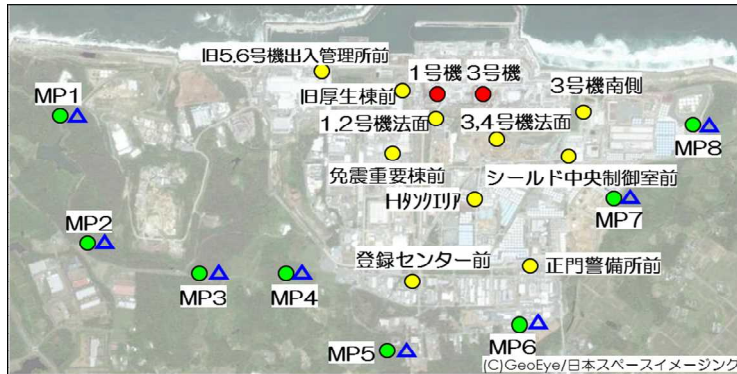 旧5.6号機出入管理所前
1号機 3号機
3号機南側
MP1
旧厚生棟前
1.2号機法面
3,4号機法面
MP8
免震重要棟前
シールド中央制御室前
Hﾀﾝｸｴﾘｱ
MP7
MP2
登録センター前
正門警備所前
MP3
MP4
MP5
MP6
(C)GeoEye/日本スペースイメージング